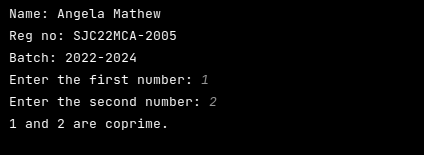 Name: Angela Mathew
Reg no: SJC22MCA-2005
Batch: 2022-2024
Enter the first number: 1
Enter the second number: 2
1 and 2 are coprime.